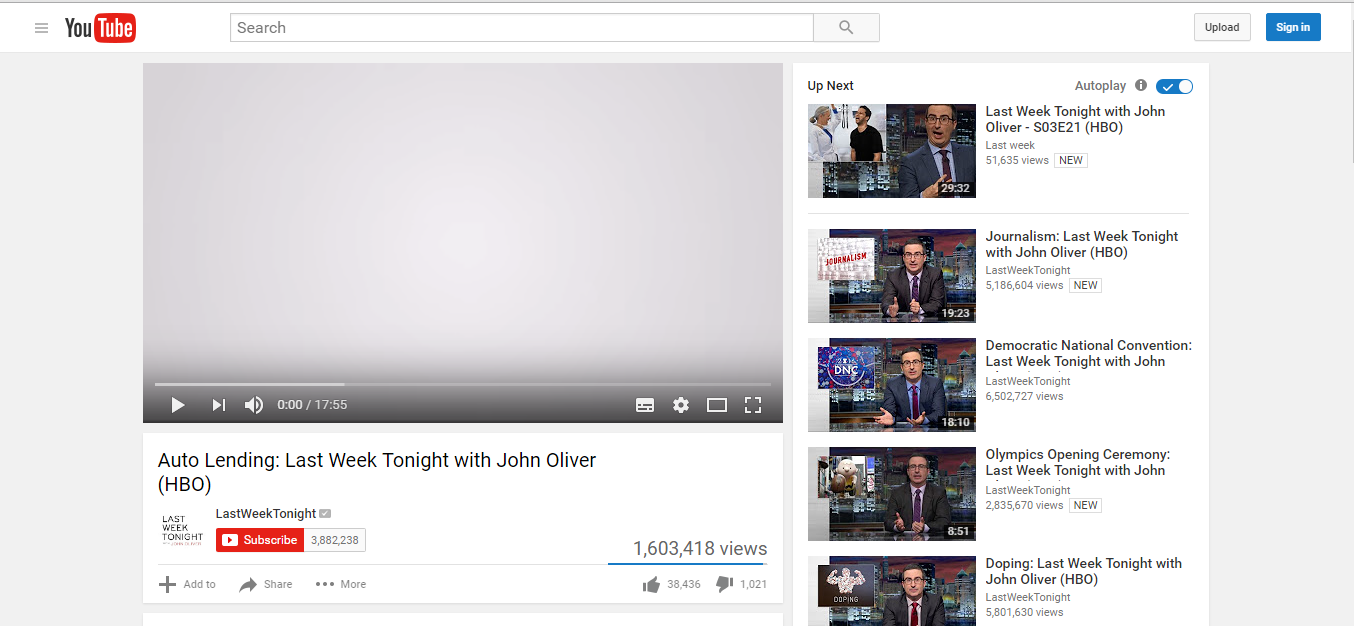 YouTube
Search
Upload
Sign in
0:00 / 17:55
Auto Lending: Last Week Tonight with John Oliver
(HBO)
LAST
WEEK
TONIGHT
WITH JOHN OLIVER
LastWeekTonight
Subscribe 3,882,238
1,603,418 views
Add to Share More 38,436 1,021
Up Next Autoplay
29:32
Last Week Tonight with John
Oliver - S03E21 (HBO)
Last week
51,635 views NEW
JOURNALISM
19:23
Journalism: Last Week Tonight
with John Oliver (HBO)
LastWeekTonight
5,186,604 views NEW
DNC
18:10
Democratic National Convention:
Last Week Tonight with John
LastWeekTonight
6,502,727 views
8:51
Olympics Opening Ceremony:
Last Week Tonight with John
LastWeekTonight
2,835,670 views NEW
DOPING
Doping: Last Week Tonight with
John Oliver (HBO)
LastWeekTonight
5,801,630 views